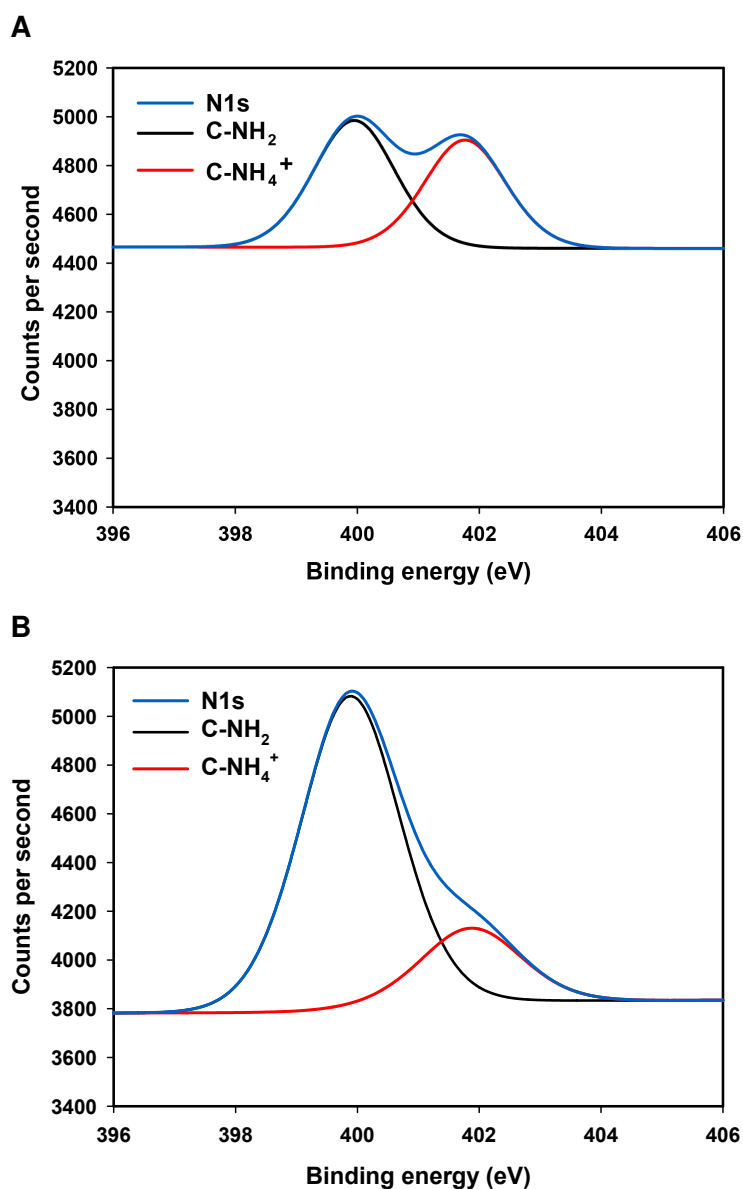 A
5200
5000
4800
4600
4400
4200
4000
3800
3600
3400
Counts per second
N1s
C-NH₂
C-NH₄⁺
396 398 400 402 404 406
Binding energy (eV)
B
5200
5000
4800
4600
4400
4200
4000
3800
3600
3400
Counts per second
N1s
C-NH₂
C-NH₄⁺
396 398 400 402 404 406
Binding energy (eV)